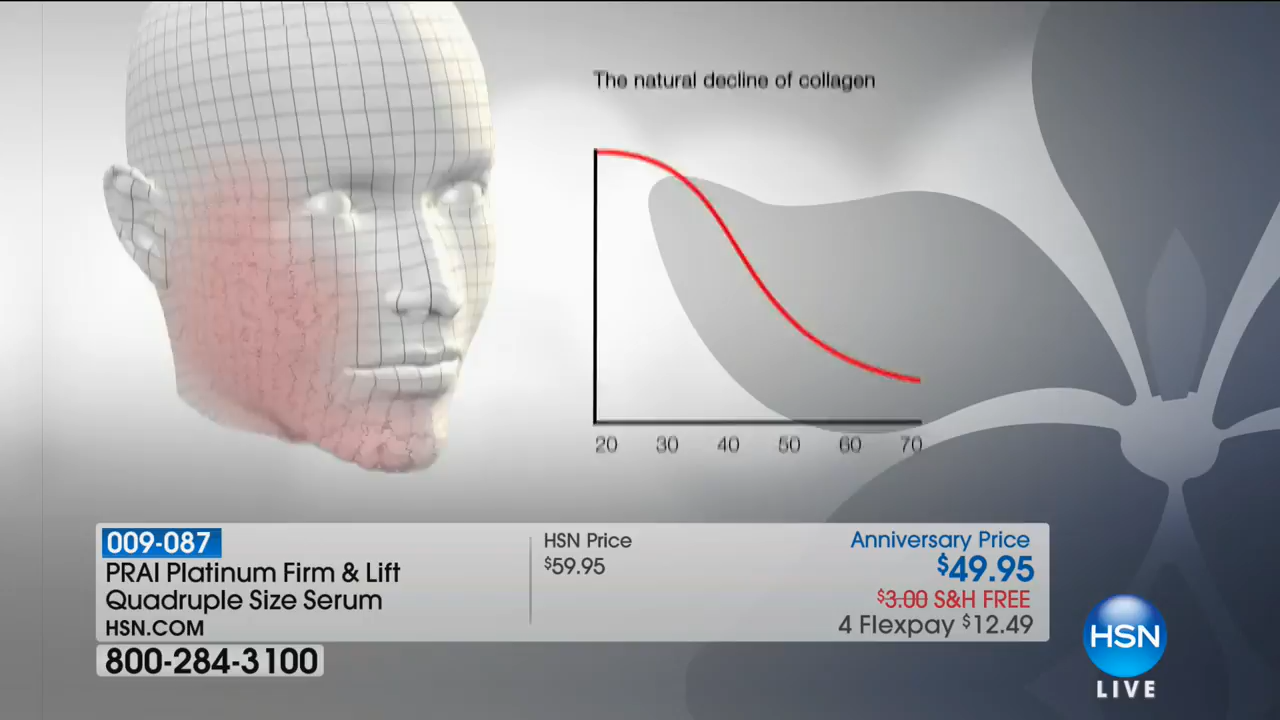 The natural decline of collagen
20 30 40 50 60 70
009-087
PRAI Platinum Firm & Lift
Quadruple Size Serum
HSN.COM
800-284-3100
HSN Price
$59.95
Anniversary Price
$49.95
$3.00 S&H FREE
4 Flexpay $12.49
HSN
LIVE